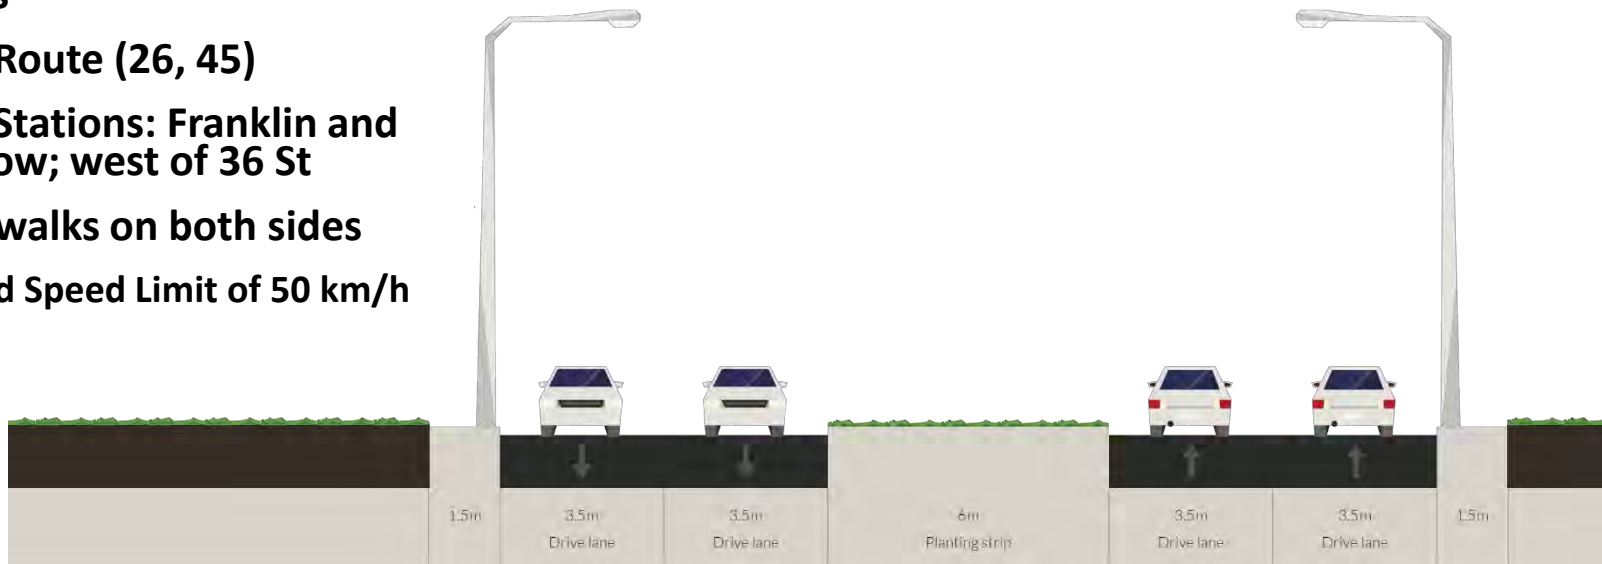 s
Route (26, 45)
Stations: Franklin and
ow; west of 36 St
walks on both sides
d Speed Limit of 50 km/h
1.5m
3.5m
3.5m
6m
3.5m
3.5m
1.5m
Drive lane
Drive lane
Planting strip
Drive lane
Drive lane